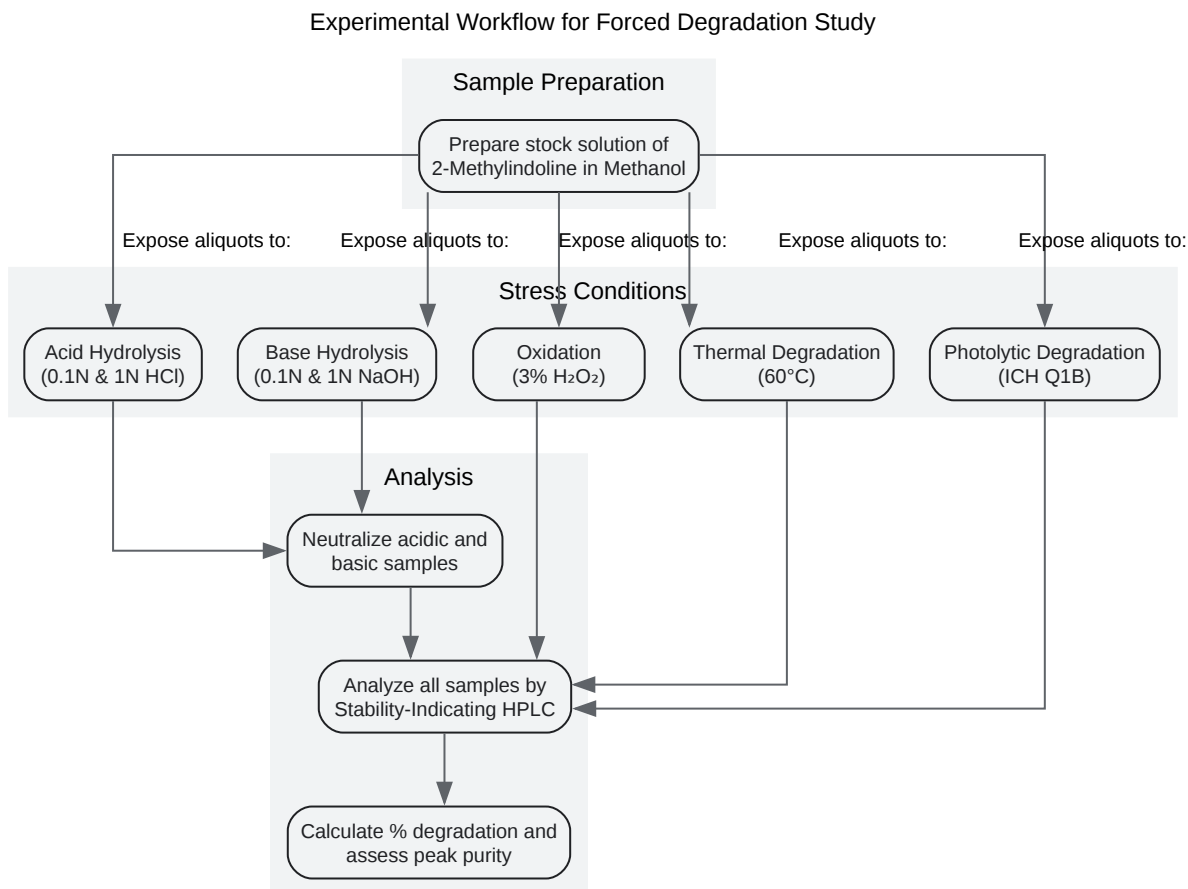 Experimental Workflow for Forced Degradation Study
Sample Preparation
Prepare stock solution of
2-Methylindoline in Methanol
Expose aliquots to:
Expose aliquots to:
Expose aliquots to:
Expose aliquots to:
Expose aliquots to:
Stress Conditions
Acid Hydrolysis
(0.1N & 1N HCl)
Base Hydrolysis
(0.1N & 1N NaOH)
Oxidation
(3% H₂O₂)
Thermal Degradation
(60°C)
Photolytic Degradation
(ICH Q1B)
Analysis
Neutralize acidic and
basic samples
Analyze all samples by
Stability-Indicating HPLC
Calculate % degradation and
assess peak purity